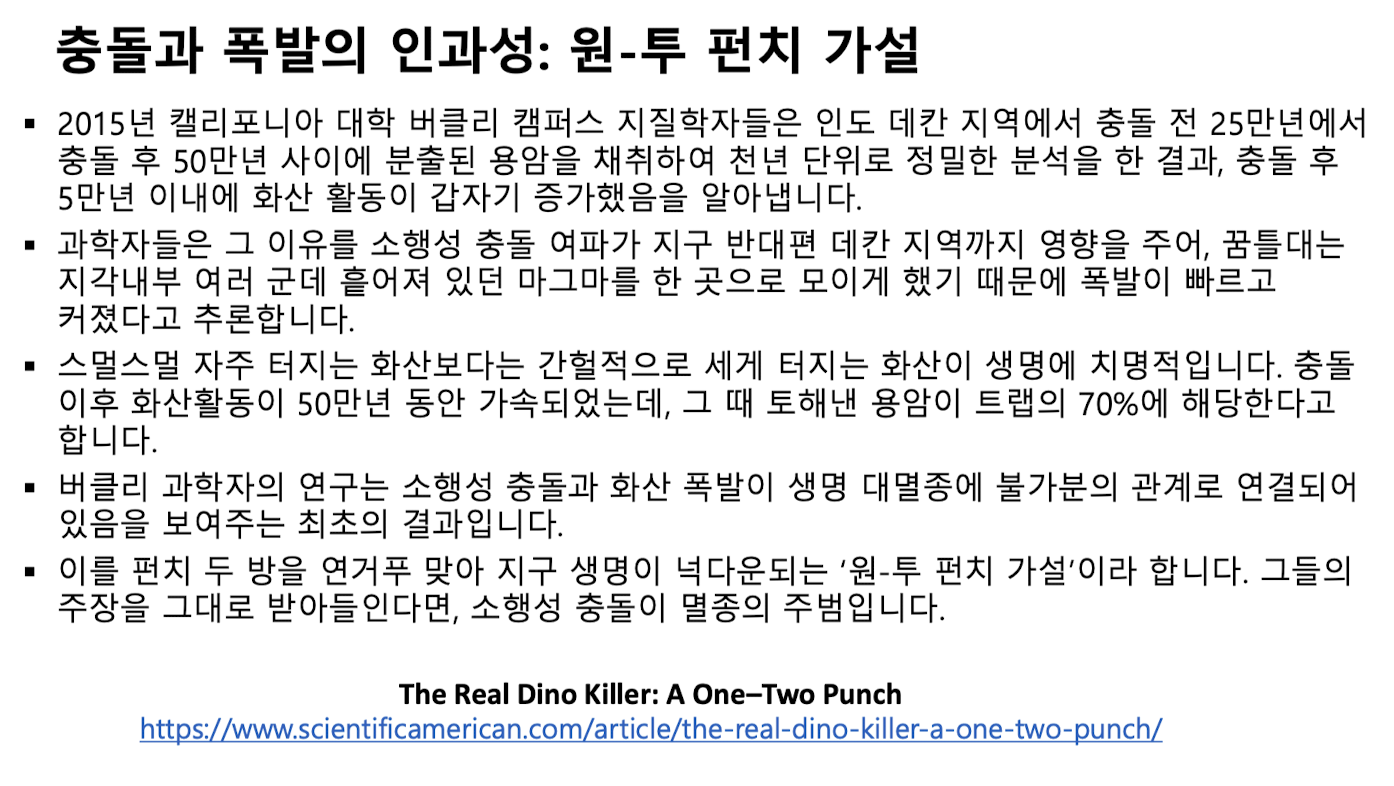 충돌과 폭발의 인과성: 원-투 펀치 가설
▪ 2015년 캘리포니아 대학 버클리 캠퍼스 지질학자들은 인도 데칸 지역에서 충돌 전 25만년에서
충돌 후 50만년 사이에 분출된 용암을 채취하여 천년 단위로 정밀한 분석을 한 결과, 충돌 후
5만년 이내에 화산 활동이 갑자기 증가했음을 알아냅니다.
▪ 과학자들은 그 이유를 소행성 충돌 여파가 지구 반대편 데칸 지역까지 영향을 주어, 꿈틀대는
지각내부 여러 군데 흩어져 있던 마그마를 한 곳으로 모이게 했기 때문에 폭발이 빠르고
커졌다고 추론합니다.
▪ 스멀스멀 자주 터지는 화산보다는 간헐적으로 세게 터지는 화산이 생명에 치명적입니다. 충돌
이후 화산활동이 50만년 동안 가속되었는데, 그 때 토해낸 용암이 트랩의 70%에 해당한다고
합니다.
▪ 버클리 과학자의 연구는 소행성 충돌과 화산 폭발이 생명 대멸종에 불가분의 관계로 연결되어
있음을 보여주는 최초의 결과입니다.
▪ 이를 펀치 두 방을 연거푸 맞아 지구 생명이 넉다운되는 ‘원-투 펀치 가설’이라 합니다. 그들의
주장을 그대로 받아들인다면, 소행성 충돌이 멸종의 주범입니다.
The Real Dino Killer: A One–Two Punch
https://www.scientificamerican.com/article/the-real-dino-killer-a-one-two-punch/